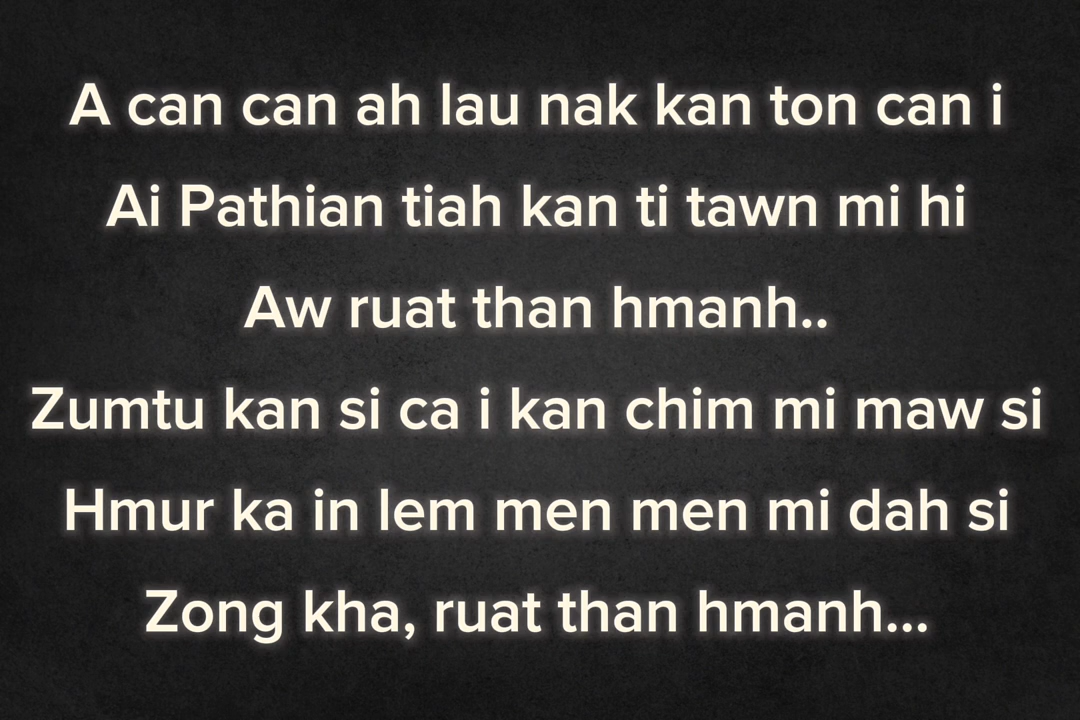 A can can ah lau nak kan ton can i
Ai Pathian tiah kan ti tawn mi hi
Aw ruat than hmanh..
Zumtu kan si ca i kan chim mi maw si
Hmur ka in lem men men mi dah si
Zong kha, ruat than hmanh...